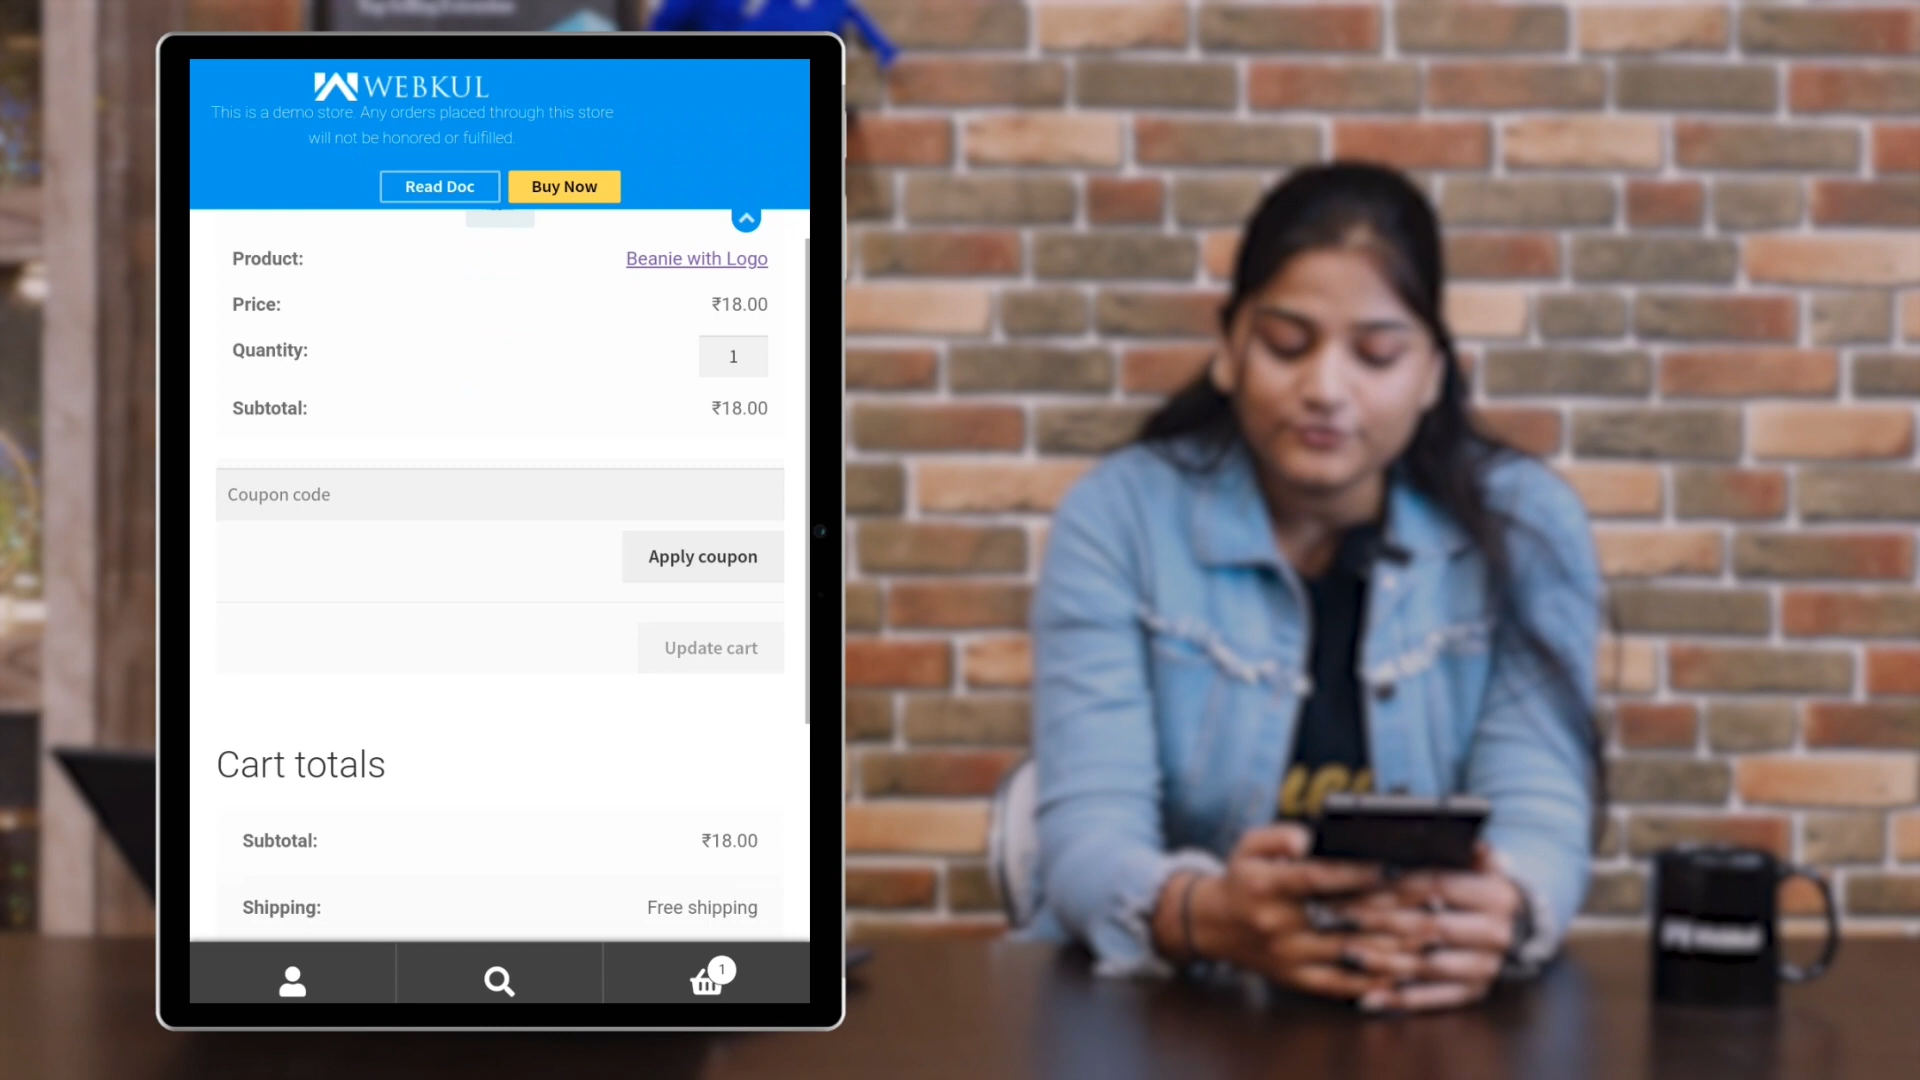 WEBKUL
This is a demo store. Any orders placed through this store
will not be honored or fulfilled.
Read Doc
Buy Now
Product:
Beanie with Logo
Price:
₹18.00
Quantity:
1
Subtotal:
₹18.00
Coupon code
Apply coupon
Update cart
Cart totals
Subtotal:
₹18.00
Shipping:
Free shipping
1